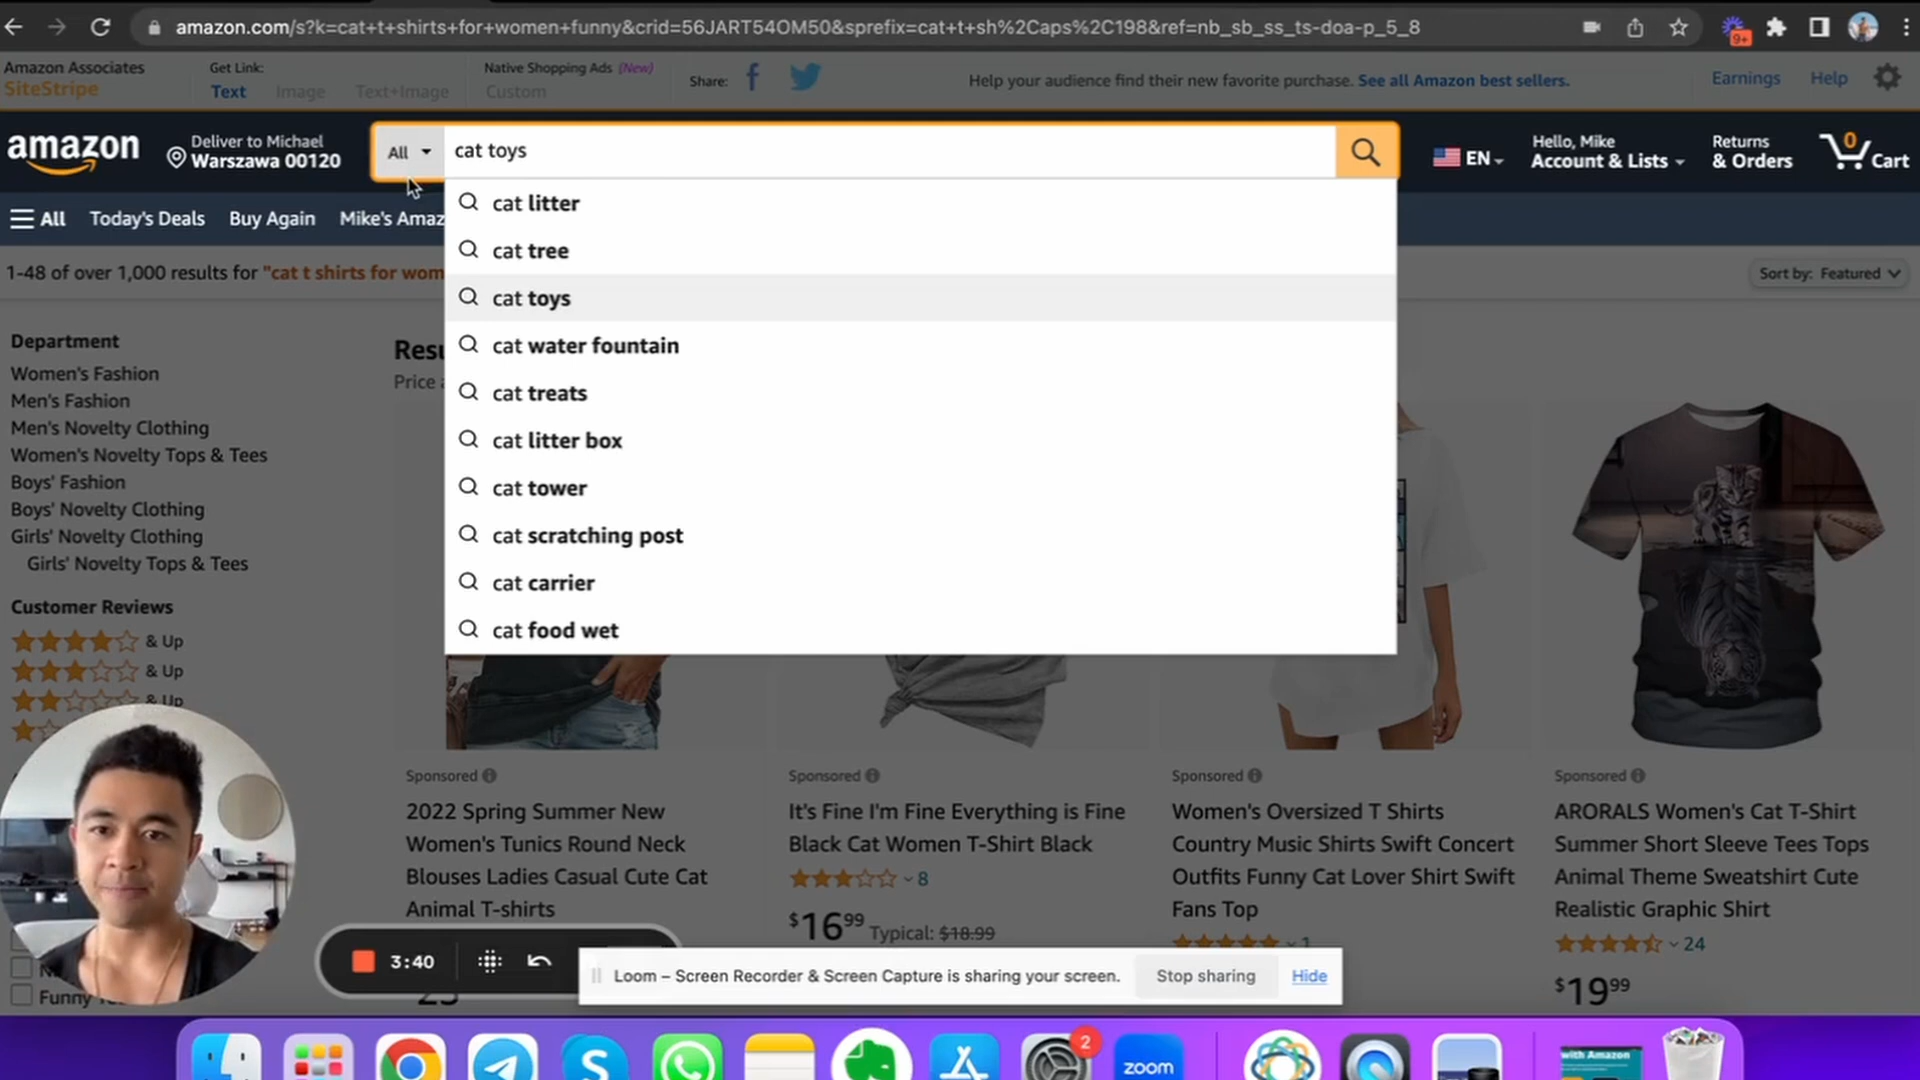 amazon.com/s?k=cat+t+shirts+for+women+funny&crid=56JART54OM50&sprefix=cat+t+sh%2Caps%2C198&ref=nb_sb_ss_ts-doa-p_5_8
9+
Amazon Associates
SiteStripe
Get Link:
Text
Image
Text+Image
Native Shopping Ads (New)
Custom
Share:
Help your audience find their new favorite purchase. See all Amazon best sellers.
Earnings
Help
amazon
Deliver to Michael
Warszawa 00120
All
cat toys
EN
Hello, Mike
Account & Lists
Returns
& Orders
0
Cart
All
Today's Deals
Buy Again
Mike's Amaz
cat litter
cat tree
cat toys
cat water fountain
cat treats
cat litter box
cat tower
cat scratching post
cat carrier
cat food wet
1-48 of over 1,000 results for "cat t shirts for wom
Sort by: Featured
Department
Women's Fashion
Men's Fashion
Men's Novelty Clothing
Women's Novelty Tops & Tees
Boys' Fashion
Boys' Novelty Clothing
Girls' Novelty Clothing
Girls' Novelty Tops & Tees
Customer Reviews
& Up
& Up
& Up
Funny
Resu
Price
Sponsored
2022 Spring Summer New
Women's Tunics Round Neck
Blouses Ladies Casual Cute Cat
Animal T-shirts
Sponsored
It's Fine I'm Fine Everything is Fine
Black Cat Women T-Shirt Black
8
$16.99 Typical: $18.99
Sponsored
Women's Oversized T Shirts
Country Music Shirts Swift Concert
Outfits Funny Cat Lover Shirt Swift
Fans Top
1
Sponsored
ARORALS Women's Cat T-Shirt
Summer Short Sleeve Tees Tops
Animal Theme Sweatshirt Cute
Realistic Graphic Shirt
24
$19.99
3:40
Loom – Screen Recorder & Screen Capture is sharing your screen.
Stop sharing
Hide
2
zoom
with Amazon